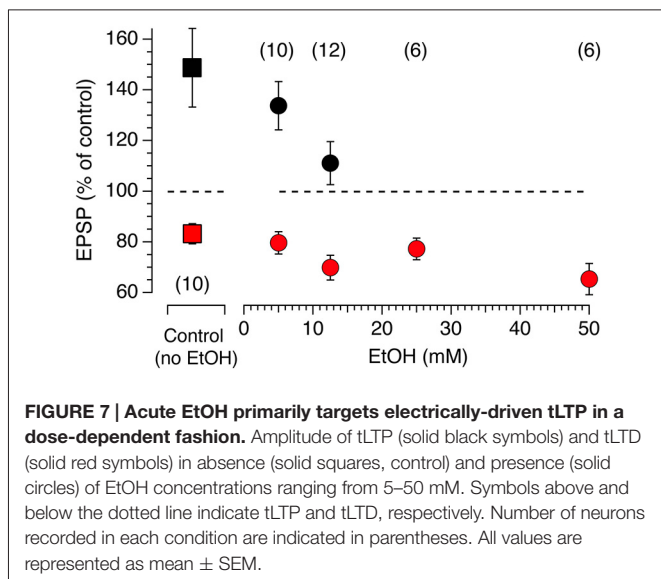 160
140
120
100
80
60
EPSP (% of control)
(10) (12) (6) (6)
(10)
Control
(no EtOH)
0 10 20 30 40 50
EtOH (mM)
FIGURE 7 | Acute EtOH primarily targets electrically-driven tLTP in a
dose-dependent fashion. Amplitude of tLTP (solid black symbols) and tLTD
(solid red symbols) in absence (solid squares, control) and presence (solid
circles) of EtOH concentrations ranging from 5–50 mM. Symbols above and
below the dotted line indicate tLTP and tLTD, respectively. Number of neurons
recorded in each condition are indicated in parentheses. All values are
represented as mean ± SEM.